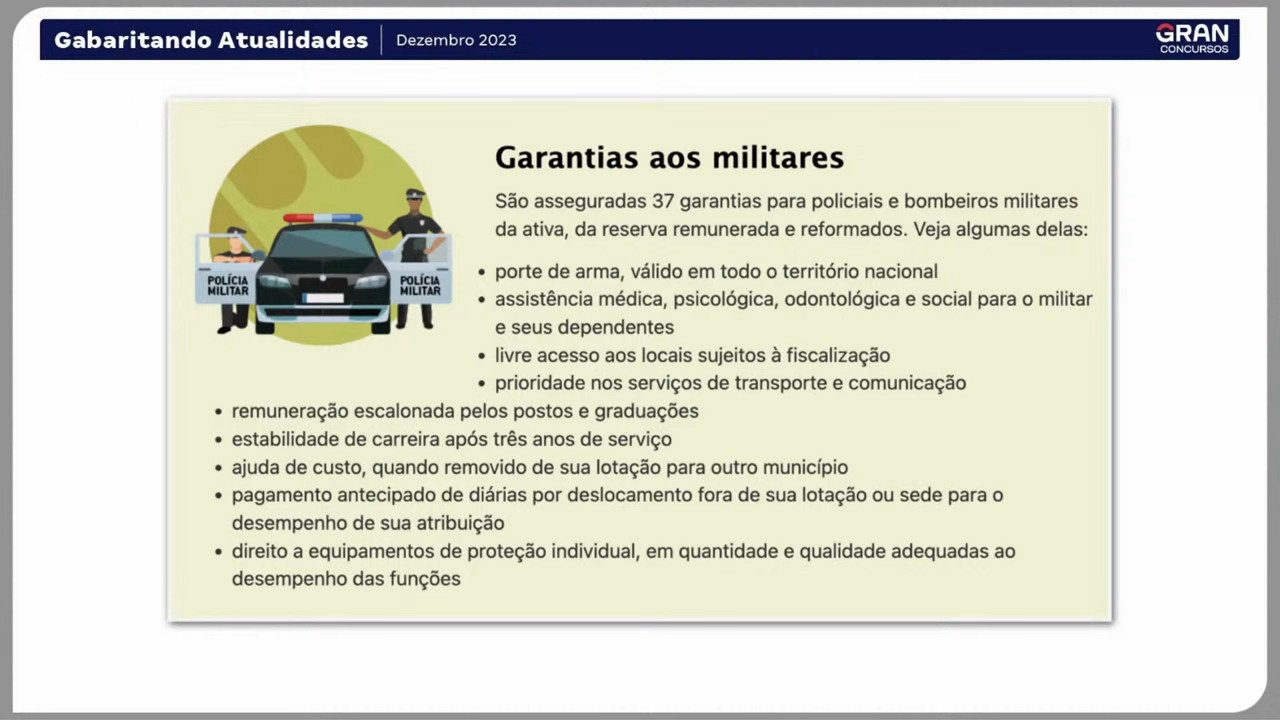 Gabaritando Atualidades
Dezembro 2023
GRAN
CONCURSOS
Garantias aos militares
São asseguradas 37 garantias para policiais e bombeiros militares
da ativa, da reserva remunerada e reformados. Veja algumas delas:
• porte de arma, válido em todo o território nacional
• assistência médica, psicológica, odontológica e social para o militar
e seus dependentes
• livre acesso aos locais sujeitos à fiscalização
• prioridade nos serviços de transporte e comunicação
• remuneração escalonada pelos postos e graduações
• estabilidade de carreira após três anos de serviço
• ajuda de custo, quando removido de sua lotação para outro município
• pagamento antecipado de diárias por deslocamento fora de sua lotação ou sede para o
desempenho de sua atribuição
• direito a equipamentos de proteção individual, em quantidade e qualidade adequadas ao
desempenho das funções
POLÍCIA
MILITAR
POLÍCIA
MILITAR